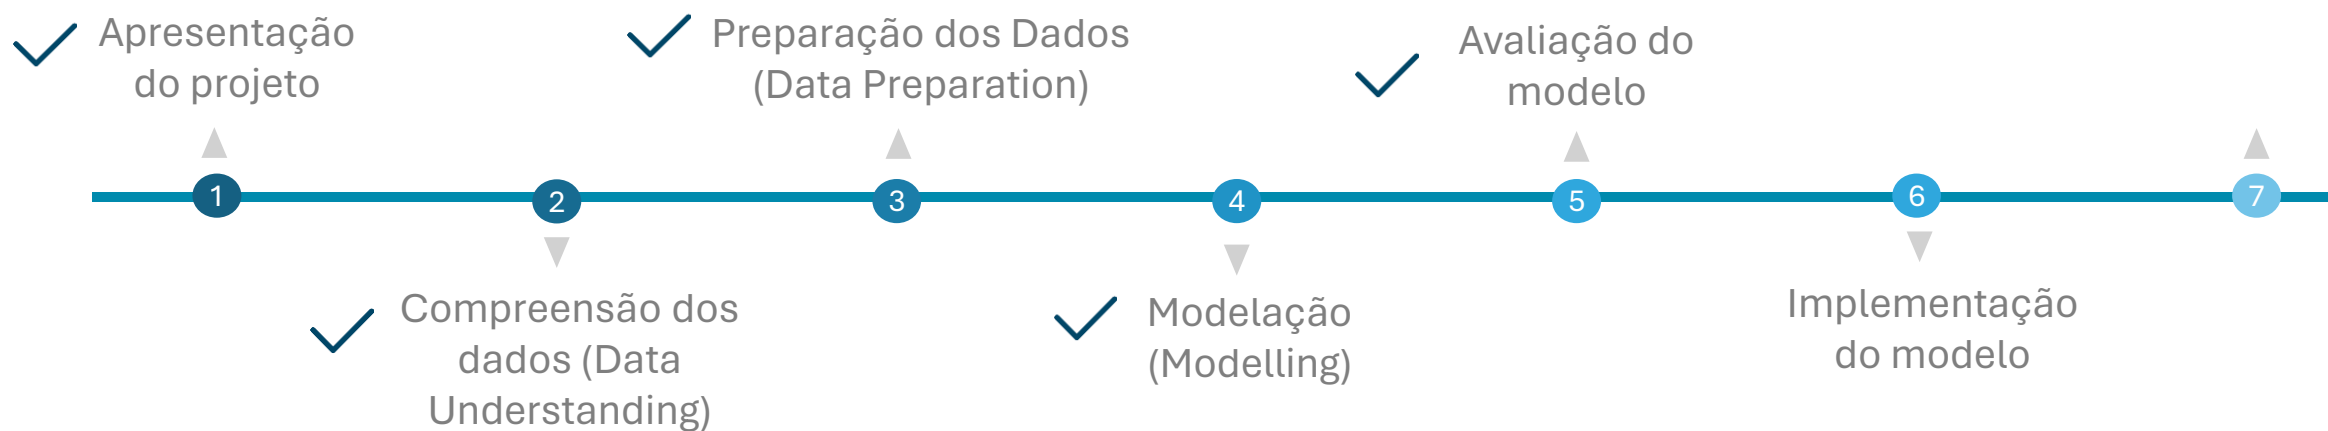 Apresentação
do projeto
Preparação dos Dados
(Data Preparation)
Avaliação do
modelo
1
2
3
4
5
6
7
Compreensão dos
dados (Data
Understanding)
Modelação
(Modelling)
Implementação
do modelo